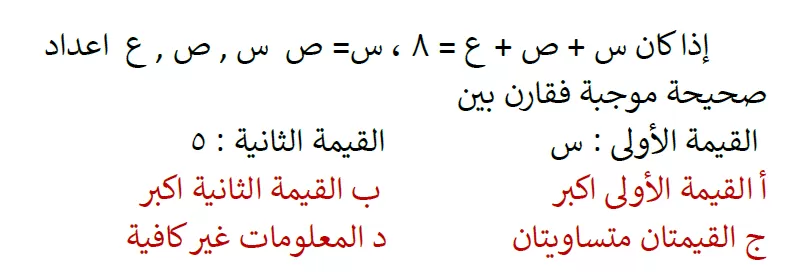 إذا كان س + ص + ع = ٨ ، س= ص س , ص , ع اعداد
صحيحة موجبة فقارن بين
القيمة الأولى : س القيمة الثانية : ٥
أ القيمة الأولى اكبر ب القيمة الثانية اكبر
ج القيمتان متساويتان د المعلومات غير كافية